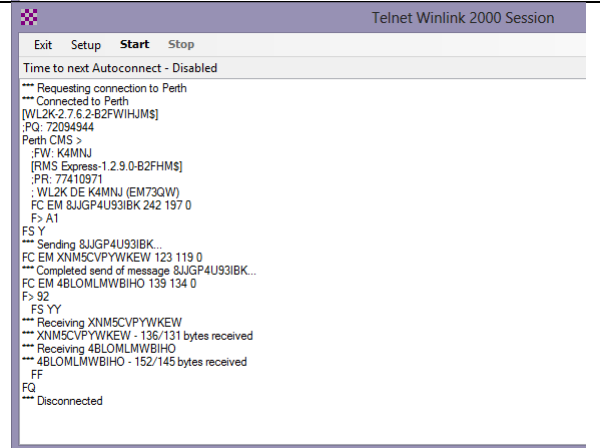 Telnet Winlink 2000 Session
Exit Setup Start Stop
Time to next Autoconnect - Disabled
*** Requesting connection to Perth
*** Connected to Perth
[WL2K-2.7.6.2-B2FWIHJM$]
;PQ: 72094944
Perth CMS >
;FW: K4MNJ
[RMS Express-1.2.9.0-B2FHM$]
;PR: 77410971
; WL2K DE K4MNJ (EM73QW)
FC EM 8JJGP4U93IBK 242 197 0
F> A1
FS Y
*** Sending 8JJGP4U93IBK...
FC EM XNM5CVPYWKEW 123 119 0
*** Completed send of message 8JJGP4U93IBK...
FC EM 4BLOMLMWBIHO 139 134 0
F> 92
FS YY
*** Receiving XNM5CVPYWKEW
*** XNM5CVPYWKEW - 136/131 bytes received
*** Receiving 4BLOMLMWBIHO
*** 4BLOMLMWBIHO - 152/145 bytes received
FF
FQ
*** Disconnected